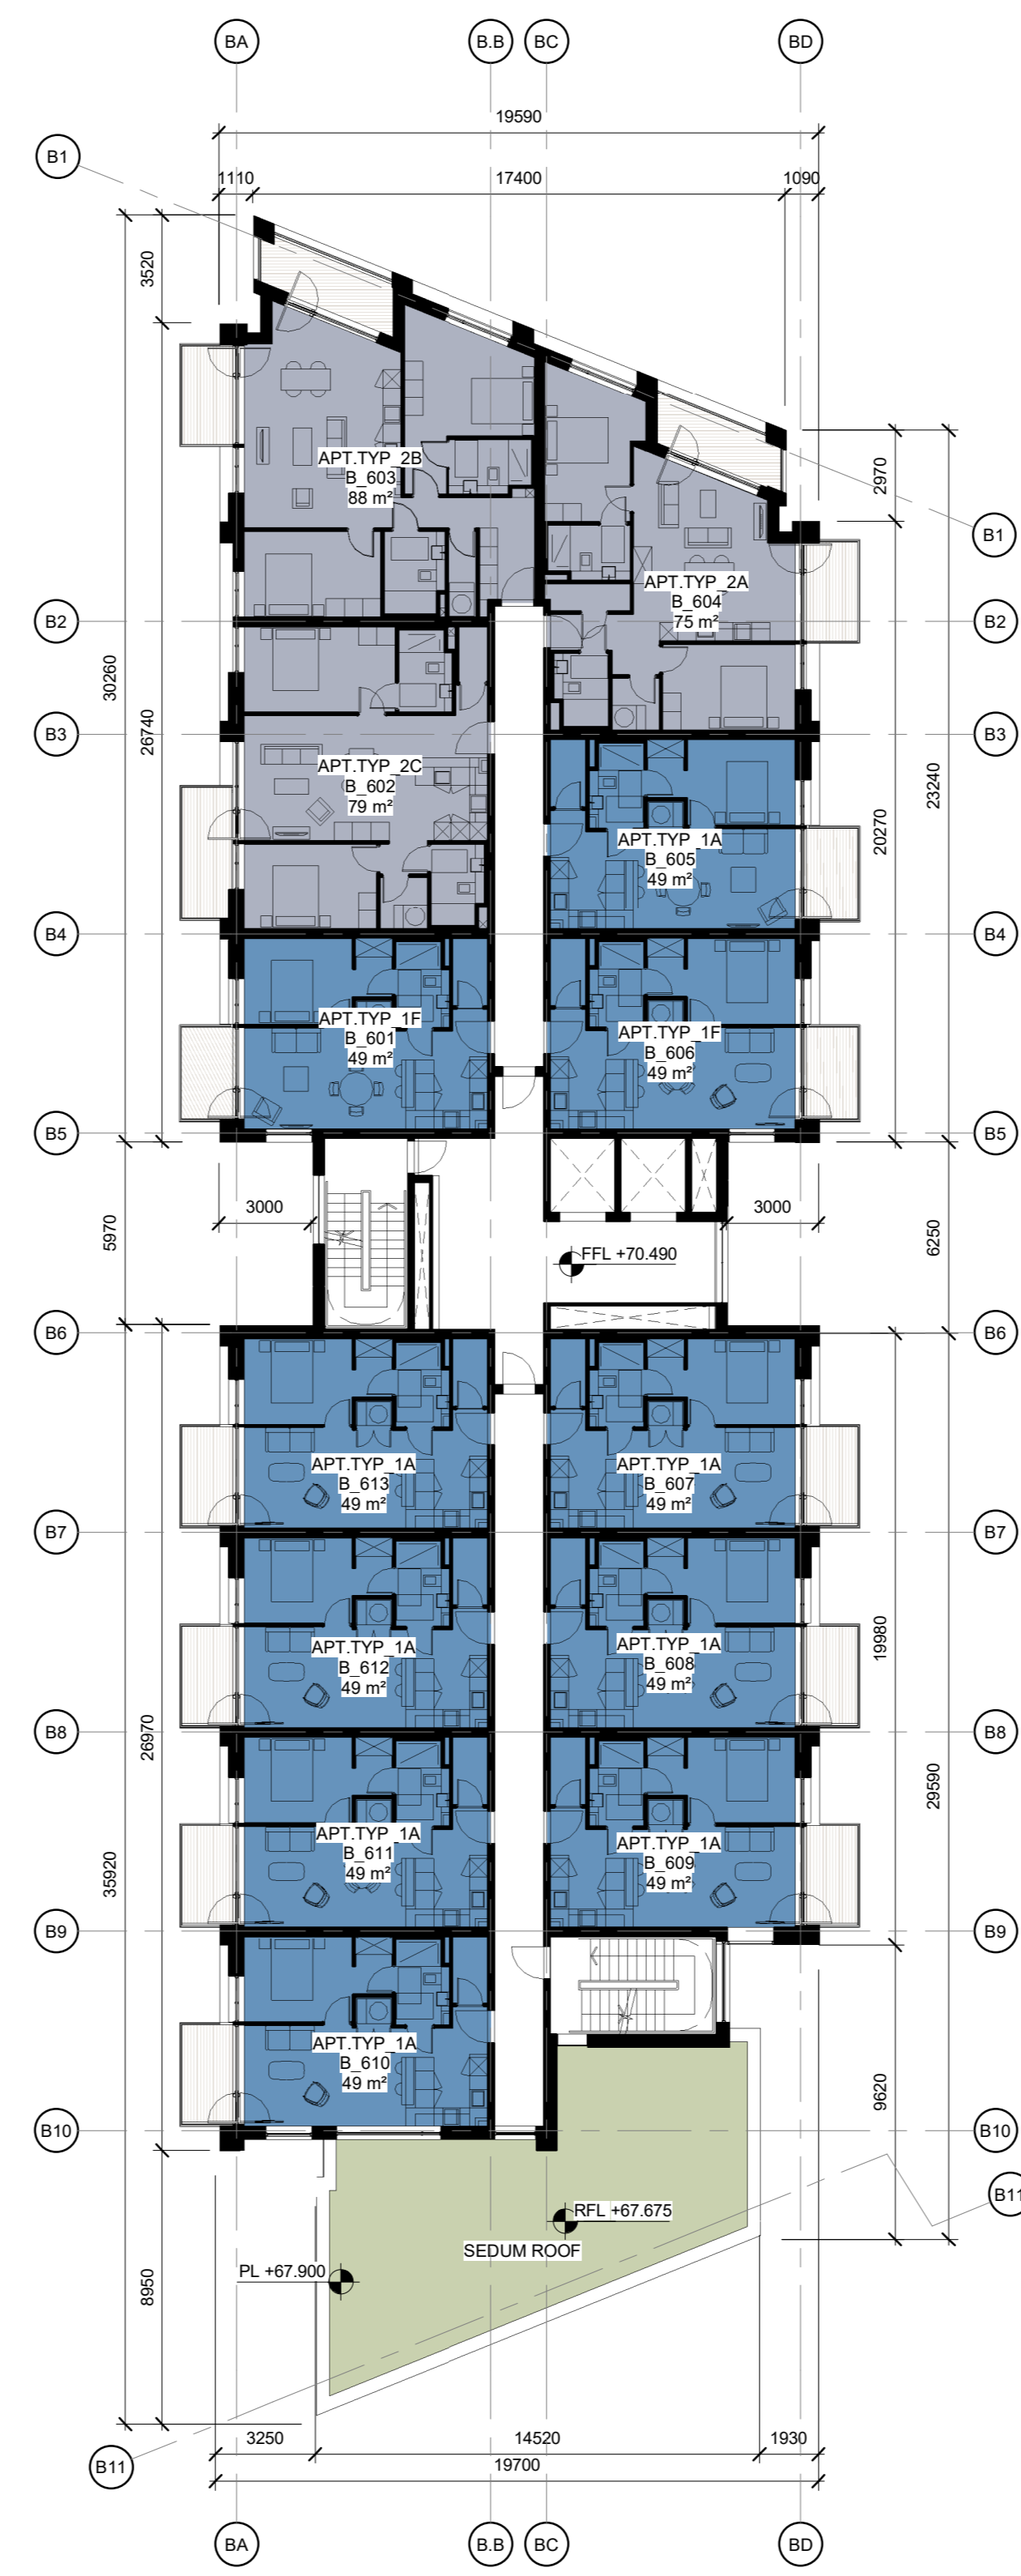 BA
B.B
BC
BD
19590
B1
1110
17400
1090
3520
2970
APT.TYP_2B
B_603
88 m²
B1
APT.TYP_2A
B_604
75 m²
B2
B2
30260
26740
B3
B3
APT.TYP_2C
B_602
79 m²
23240
20270
APT.TYP_1A
B_605
49 m²
B4
B4
APT.TYP_1F
B_601
49 m²
APT.TYP_1F
B_606
49 m²
B5
B5
3000
3000
5970
6250
FFL +70.490
B6
B6
APT.TYP_1A
B_613
49 m²
APT.TYP_1A
B_607
49 m²
B7
B7
APT.TYP_1A
B_612
49 m²
APT.TYP_1A
B_608
49 m²
19980
B8
B8
26970
29590
APT.TYP_1A
B_611
49 m²
APT.TYP_1A
B_609
49 m²
35920
B9
B9
APT.TYP_1A
B_610
49 m²
9620
B10
B10
B11
RFL +67.675
SEDUM ROOF
PL +67.900
8950
3250
14520
1930
19700
B11
BA
B.B
BC
BD